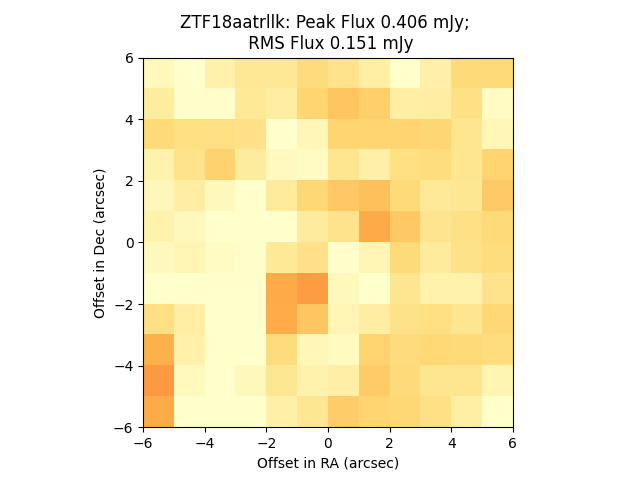 ZTF18aatrllk: Peak Flux 0.406 mJy;
RMS Flux 0.151 mJy
6
4
2
0
−2
−4
−6
Offset in Dec (arcsec)
−6 −4 −2 0 2 4 6
Offset in RA (arcsec)